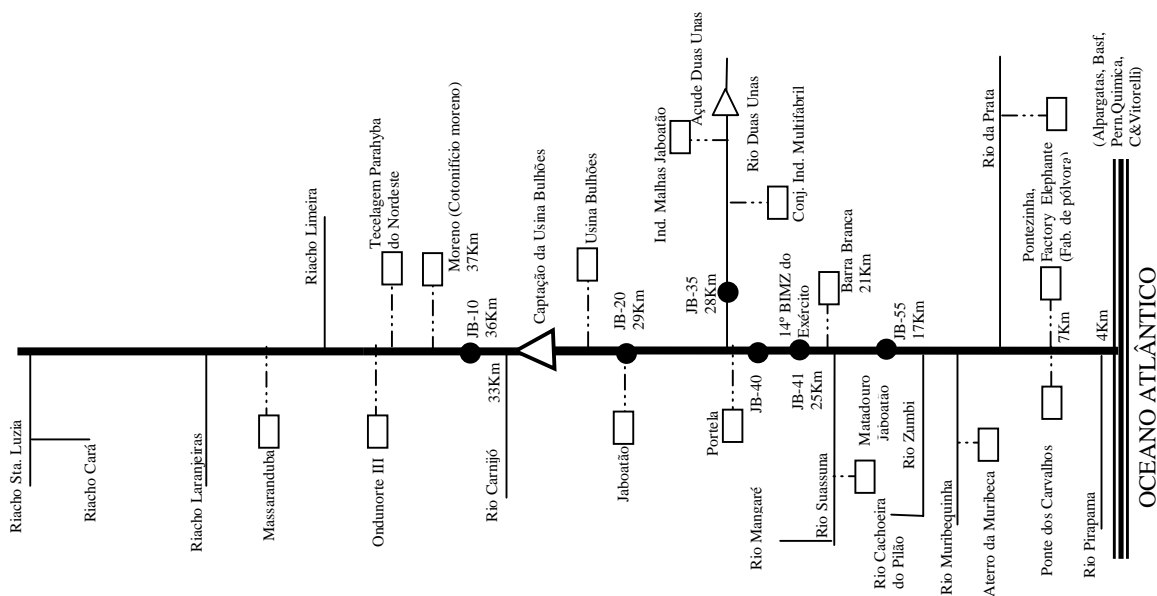 Riacho Sta. Luzia
Riacho Cará
Riacho Laranjeiras
Massaranduba
Riacho Limeira
Ondunorte III
Tecelagem Parahyba
do Nordeste
Moreno (Cotonifício moreno)
37Km
JB-10
36Km
33Km
Rio Carnijó
Captação da Usina Bulhões
Usina Bulhões
JB-20
29Km
Jaboatão
Ind. Malhas Jaboatão
Açude Duas Unas
Rio Duas Unas
Conj. Ind. Multifabril
JB-35
28Km
Portela
JB-40
14º BIMZ do
Exército
JB-41
25Km
Barra Branca
21Km
Rio Mangaré
Rio Suassuna
Matadouro
Jaboatão
JB-55
17Km
Rio Zumbi
Rio Cachoeira
do Pilão
Rio Muribequinha
Aterro da Muribeca
Rio da Prata
(Alpargatas, Basf,
Pern.Quimica,
C&Vitorelli)
Pontezinha,
Factory Elephante
(Fab. de pólvora)
7Km
Ponte dos Carvalhos
4Km
Rio Pirapama
OCEANO ATLÂNTICO